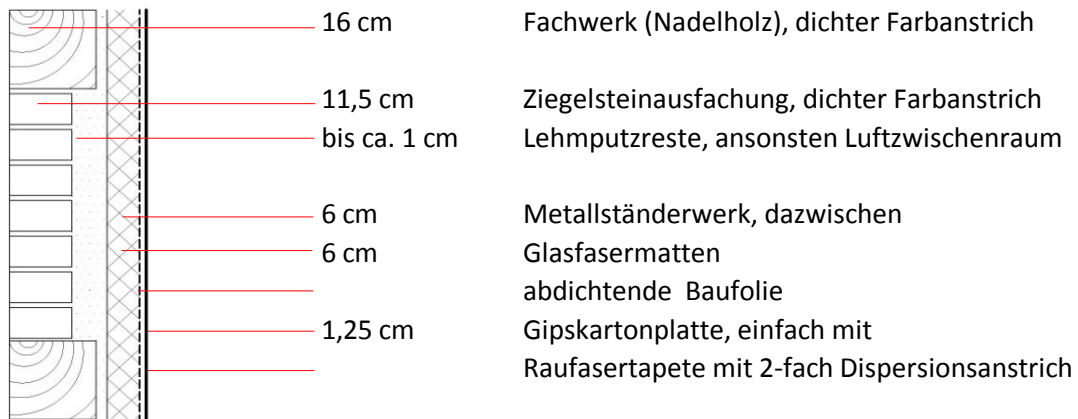 16 cm Fachwerk (Nadelholz), dichter Farbanstrich
11,5 cm Ziegelsteinausfachung, dichter Farbanstrich
bis ca. 1 cm Lehmputzreste, ansonsten Luftzwischenraum
6 cm Metallständerwerk, dazwischen
6 cm Glasfasermatten
abdichtende Baufolie
1,25 cm Gipskartonplatte, einfach mit
Raufasertapete mit 2-fach Dispersionsanstrich